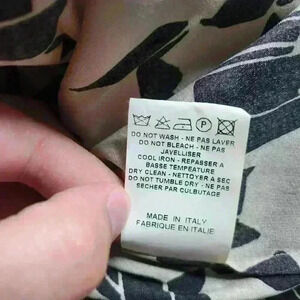 P
DO NOT WASH - NE PAS LAVER
DO NOT BLEACH - NE PAS
JAVELLISER
COOL IRON - REPASSER A
BASSE TEMPEATURE
DRY CLEAN - NETTOYER A SEC
DO NOT TUMBLE DRY - NE PAS
SECHER PAR CULBUTAGE
MADE IN ITALY
FABRIQUE EN ITALIE